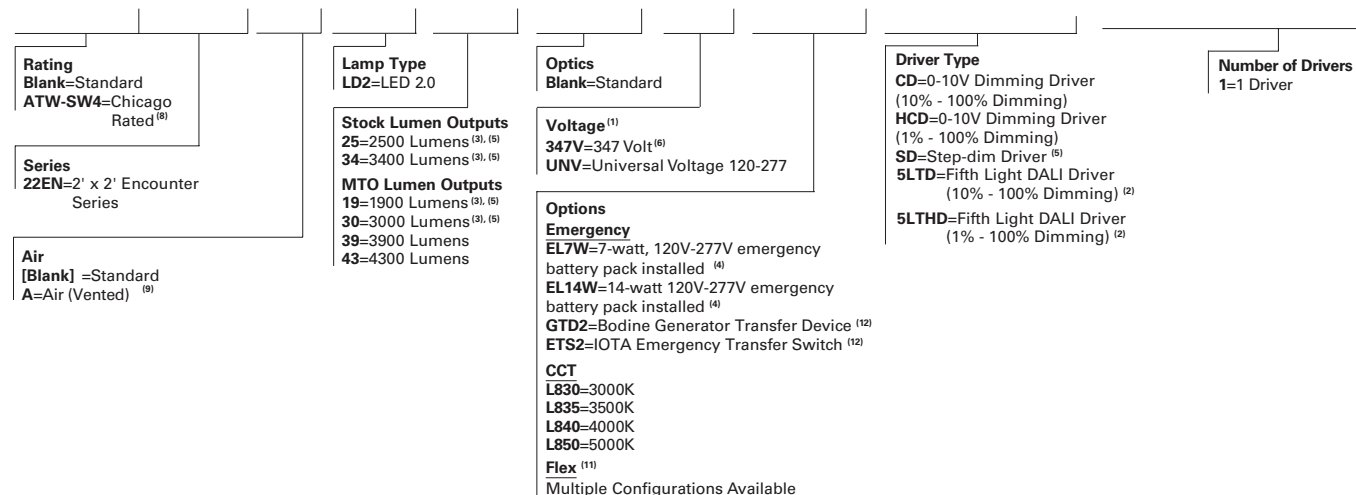 Rating
Blank=Standard
ATW-SW4=Chicago
Rated (8)
Series
22EN=2' x 2' Encounter
Series
Air
[Blank] =Standard
A=Air (Vented) (9)
Lamp Type
LD2=LED 2.0
Stock Lumen Outputs
25=2500 Lumens (3), (5)
34=3400 Lumens (3), (5)
MTO Lumen Outputs
19=1900 Lumens (3), (5)
30=3000 Lumens (3), (5)
39=3900 Lumens
43=4300 Lumens
Optics
Blank=Standard
Voltage (1)
347V=347 Volt (6)
UNV=Universal Voltage 120-277
Options
Emergency
EL7W=7-watt, 120V-277V emergency
battery pack installed (4)
EL14W=14-watt 120V-277V emergency
battery pack installed (4)
GTD2=Bodine Generator Transfer Device (12)
ETS2=IOTA Emergency Transfer Switch (12)
CCT
L830=3000K
L835=3500K
L840=4000K
L850=5000K
Flex (11)
Multiple Configurations Available
Driver Type
CD=0-10V Dimming Driver
(10% - 100% Dimming)
HCD=0-10V Dimming Driver
(1% - 100% Dimming)
SD=Step-dim Driver (5)
5LTD=Fifth Light DALI Driver
(10% - 100% Dimming) (2)
5LTHD=Fifth Light DALI Driver
(1% - 100% Dimming) (2)
Number of Drivers
1=1 Driver